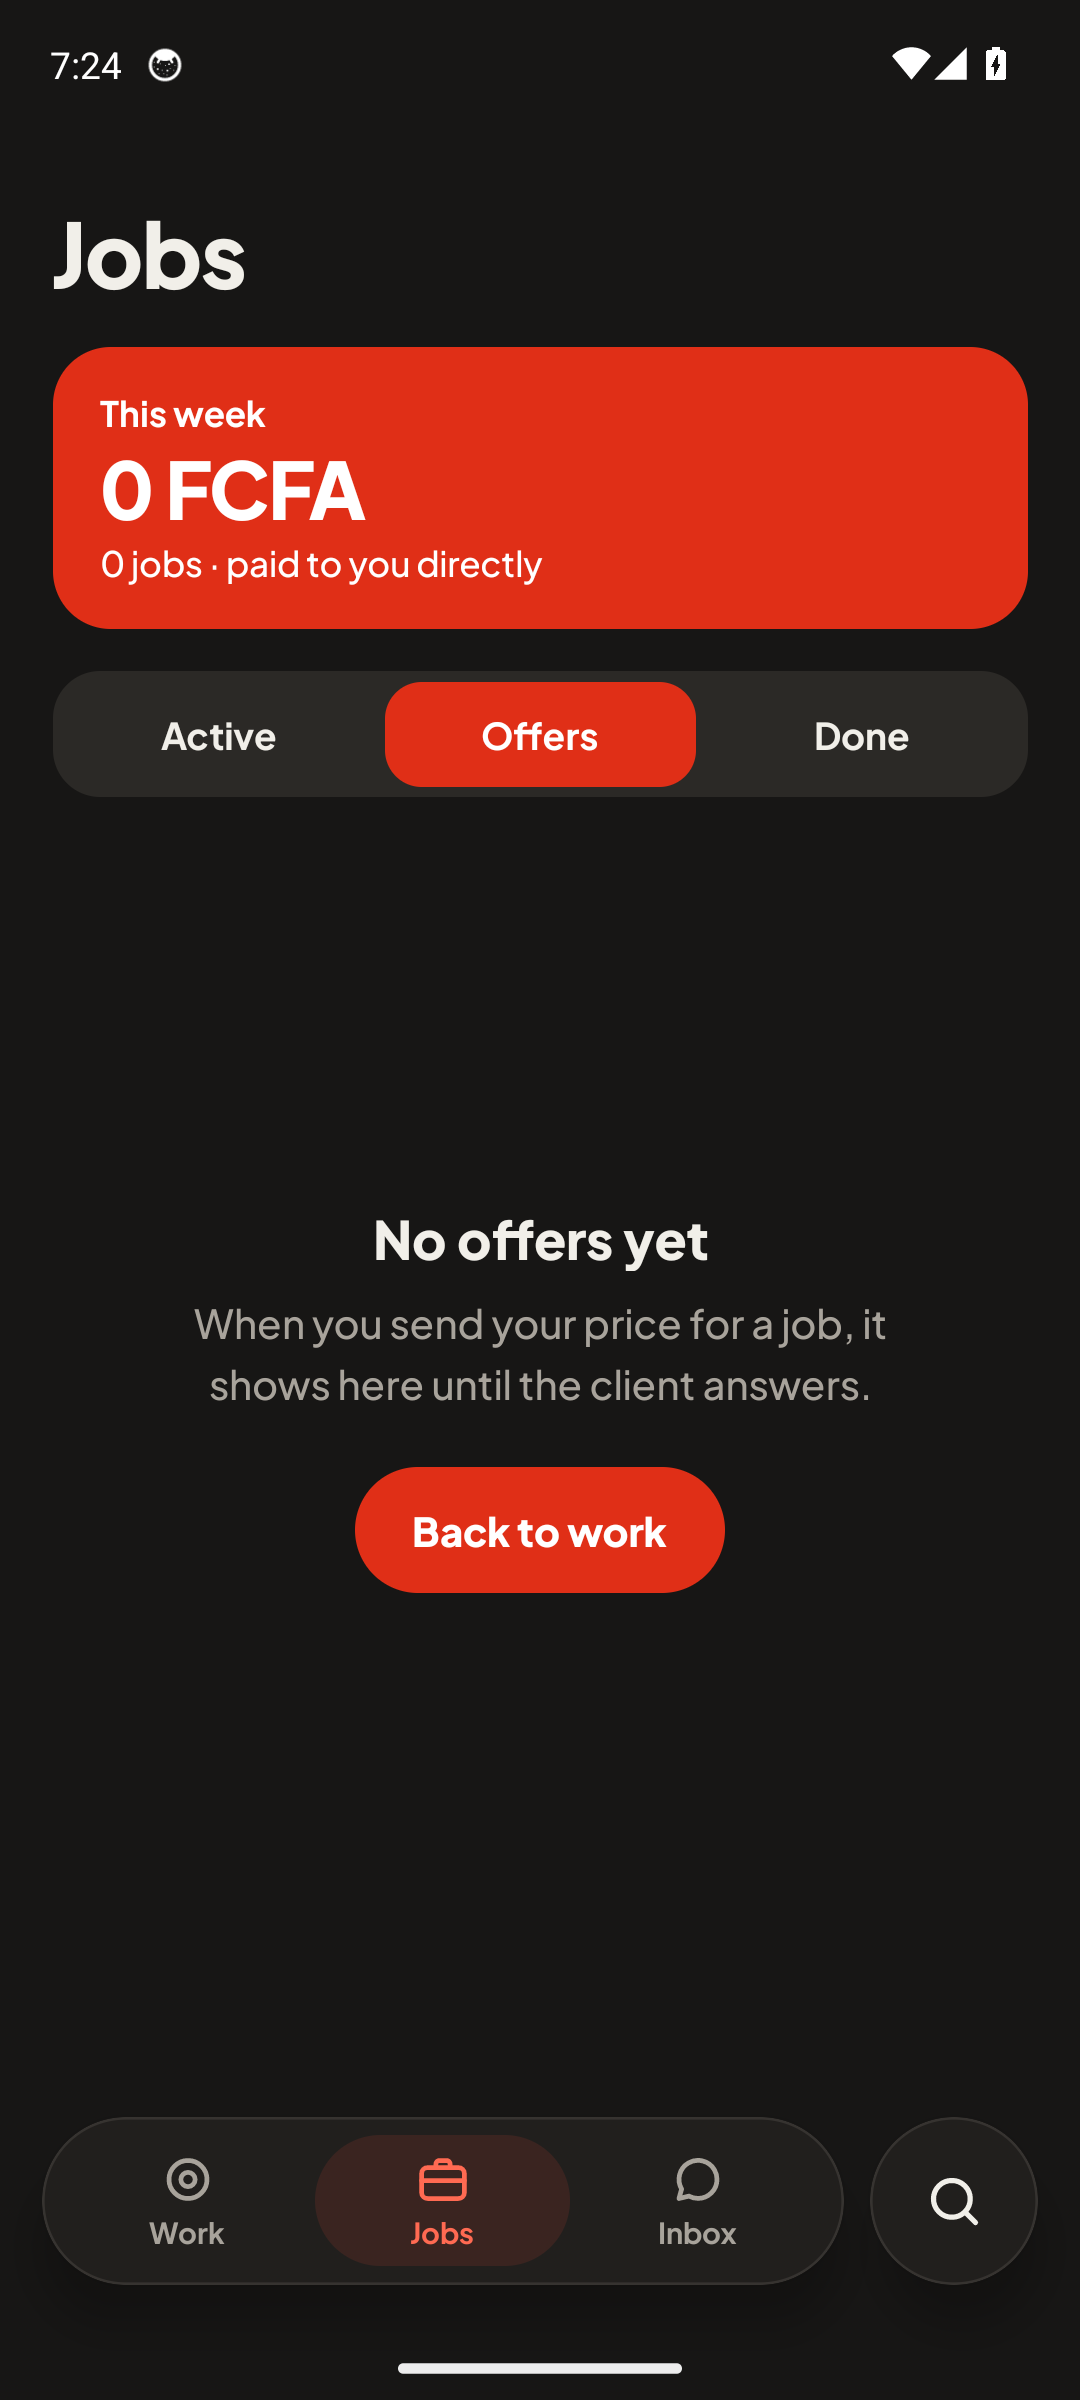 7:24
Jobs
This week
0 FCFA
0 jobs · paid to you directly
Active
Offers
Done
No offers yet
When you send your price for a job, it
shows here until the client answers.
Back to work
Work
Jobs
Inbox